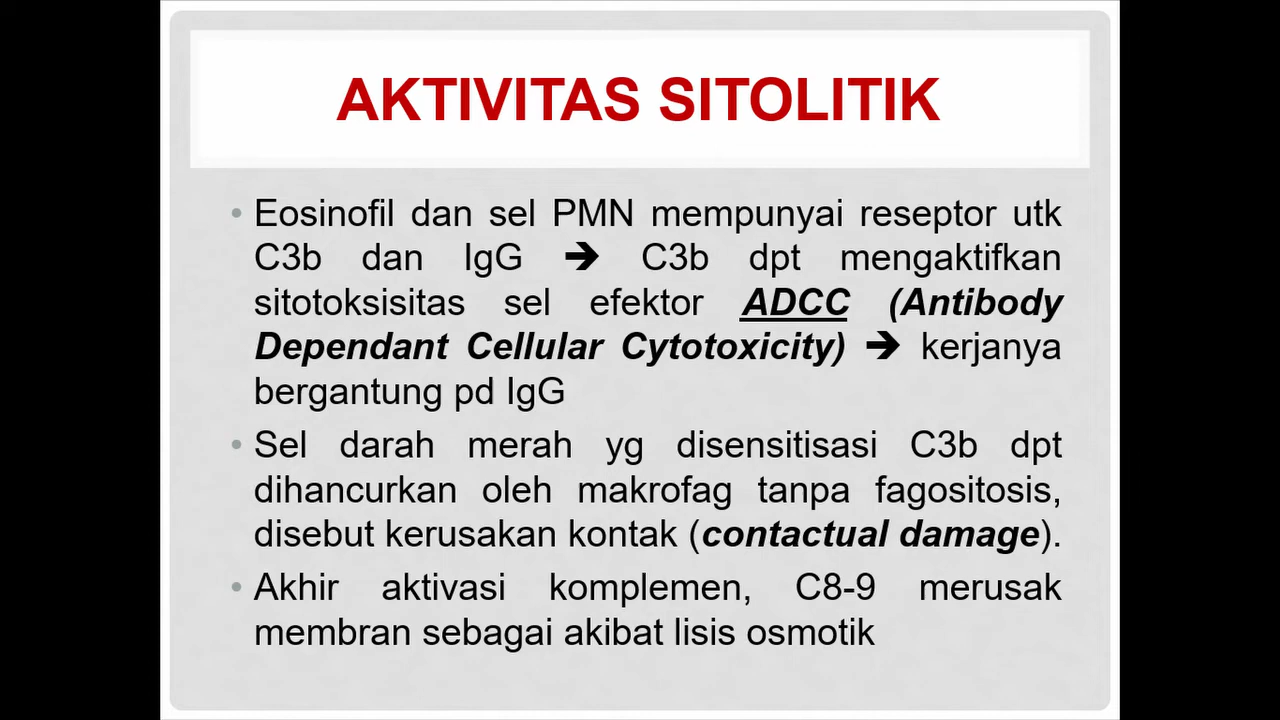 AKTIVITAS SITOLITIK
• Eosinofil dan sel PMN mempunyai reseptor utk
C3b dan IgG ➔ C3b dpt mengaktifkan
sitotoksisitas sel efektor ADCC (Antibody
Dependant Cellular Cytotoxicity) ➔ kerjanya
bergantung pd IgG
• Sel darah merah yg disensitisasi C3b dpt
dihancurkan oleh makrofag tanpa fagositosis,
disebut kerusakan kontak (contactual damage).
• Akhir aktivasi komplemen, C8-9 merusak
membran sebagai akibat lisis osmotik